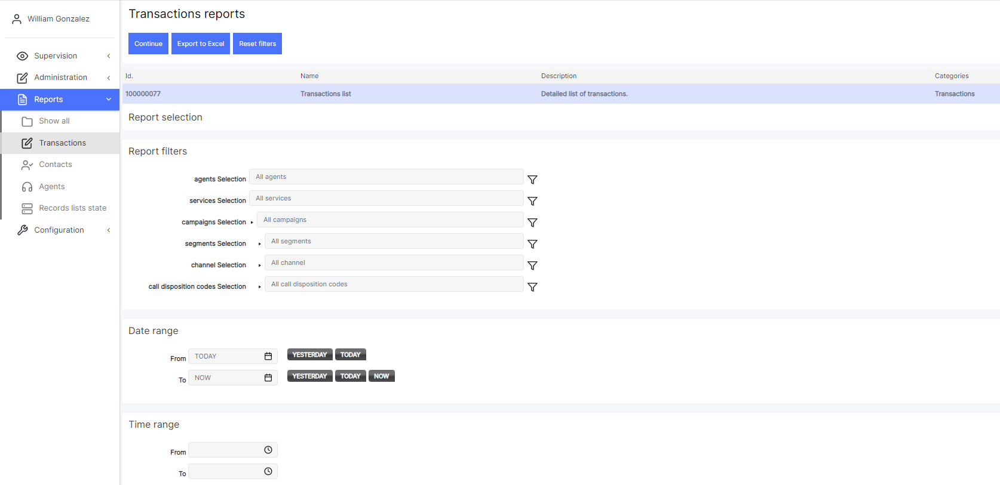 William Gonzalez
Supervision
Administration
Reports
Show all
Transactions
Contacts
Agents
Records lists state
Configuration
Transactions reports
Continue Export to Excel Reset filters
Id. Name Description Categories
100000077 Transactions list Detailed list of transactions. Transactions
Report selection
Report filters
agents Selection All agents
services Selection All services
campaigns Selection All campaigns
segments Selection All segments
channel Selection All channel
call disposition codes Selection All call disposition codes
Date range
From TODAY YESTERDAY TODAY
To NOW YESTERDAY TODAY NOW
Time range
From
To